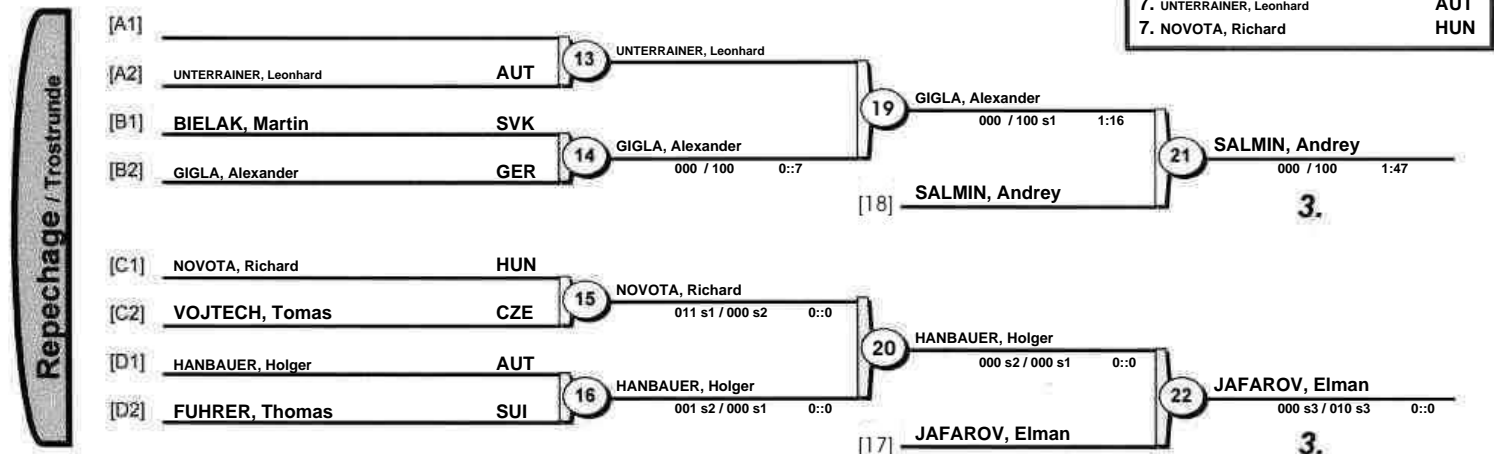 7. UNTERRAINER, Leonhard AUT
7. NOVOTA, Richard HUN
Repechage / Trostrunde
[A1]
[A2] UNTERRAINER, Leonhard AUT
13 UNTERRAINER, Leonhard
[B1] BIELAK, Martin SVK
[B2] GIGLA, Alexander GER
14 GIGLA, Alexander
000 / 100 0::7
19 GIGLA, Alexander
000 / 100 s1 1:16
[18] SALMIN, Andrey
21 SALMIN, Andrey
000 / 100 1:47
3.
[C1] NOVOTA, Richard HUN
[C2] VOJTECH, Tomas CZE
15 NOVOTA, Richard
011 s1 / 000 s2 0::0
[D1] HANBAUER, Holger AUT
[D2] FUHRER, Thomas SUI
16 HANBAUER, Holger
001 s2 / 000 s1 0::0
20 HANBAUER, Holger
000 s2 / 000 s1 0::0
[17] JAFAROV, Elman
22 JAFAROV, Elman
000 s3 / 010 s3 0::0
3.